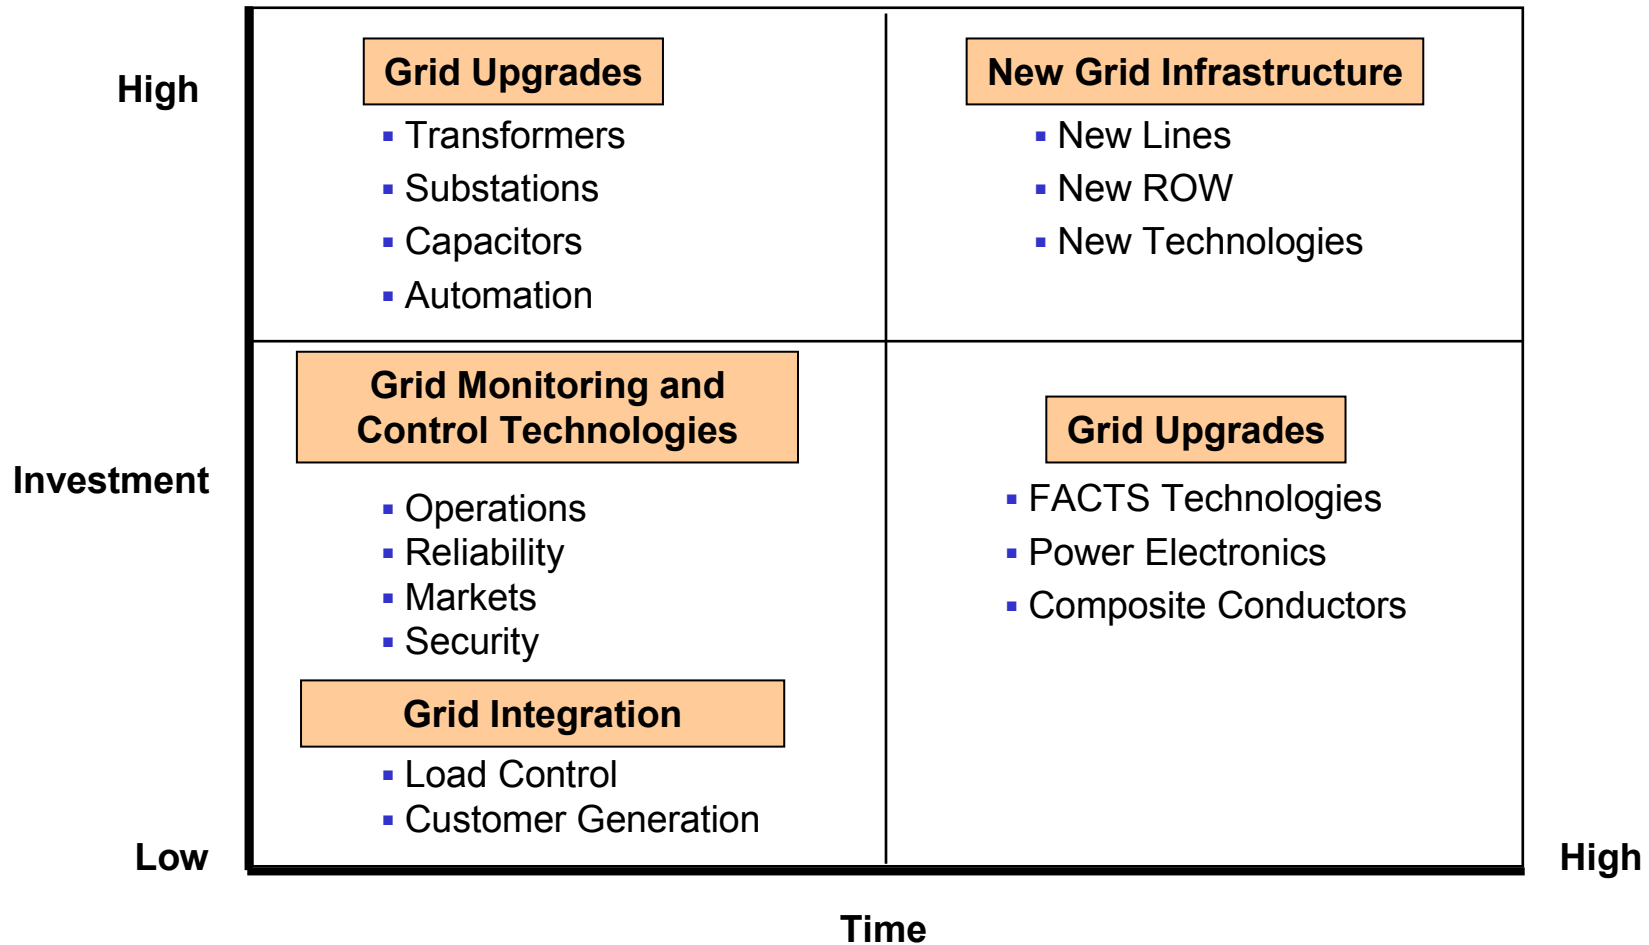 High
Grid Upgrades
▪ Transformers
▪ Substations
▪ Capacitors
▪ Automation
New Grid Infrastructure
▪ New Lines
▪ New ROW
▪ New Technologies
Investment
Grid Monitoring and
Control Technologies
▪ Operations
▪ Reliability
▪ Markets
▪ Security
Grid Integration
▪ Load Control
▪ Customer Generation
Grid Upgrades
▪ FACTS Technologies
▪ Power Electronics
▪ Composite Conductors
Low
High
Time